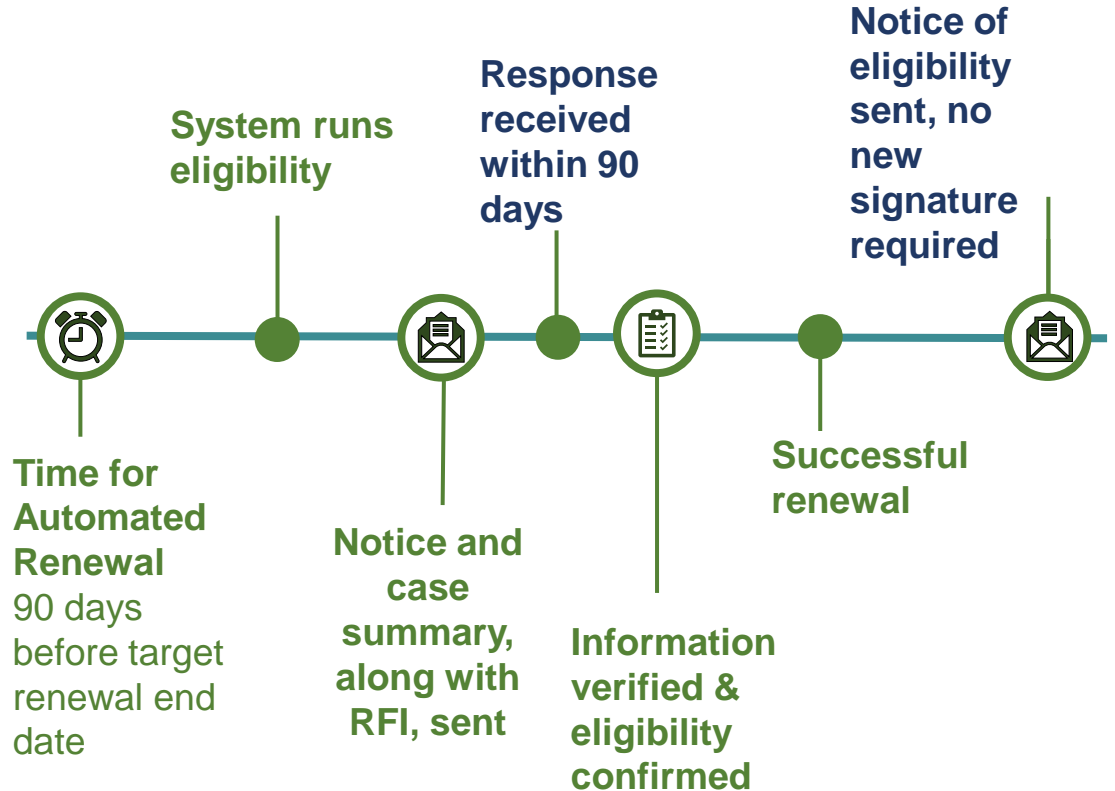 Time for
Automated
Renewal
90 days
before target
renewal end
date
System runs
eligibility
Notice and
case
summary,
along with
RFI, sent
Response
received
within 90
days
Information
verified &
eligibility
confirmed
Successful
renewal
Notice of
eligibility
sent, no
new
signature
required